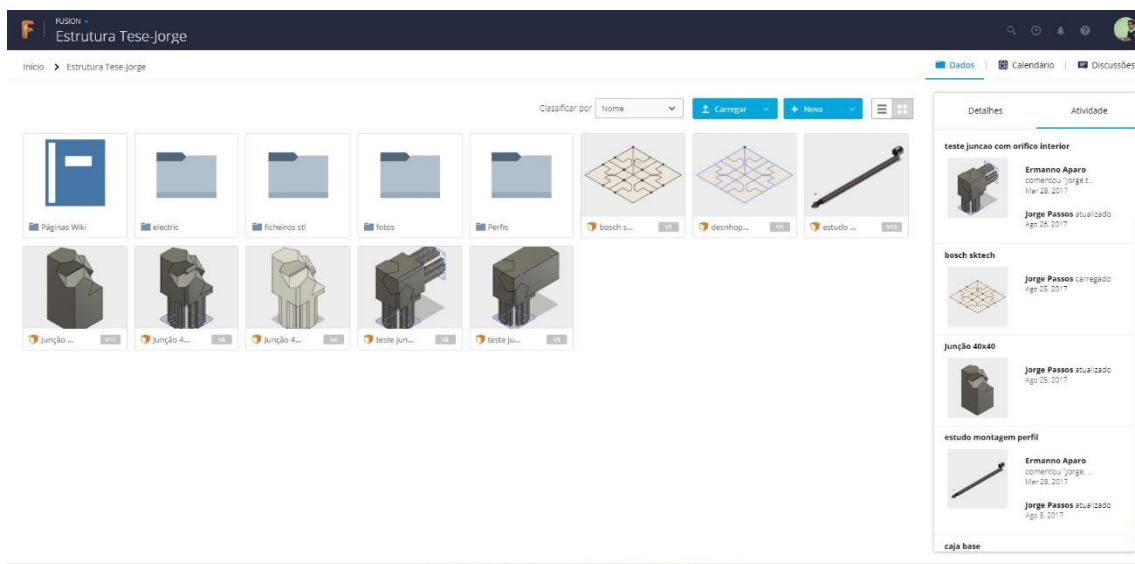 FUSION
Estrutura Tese-Jorge
Início > Estrutura Tese-Jorge
Dados | Calendário | Discussões
Classificar por Nome Carregar + Nova
Páginas Wiki
electric
ficheiros stl
fotos
Perfis
bosch s... V1
desnhop... V1
estudo ... V10
Junção ... V11
Junção 4...
Junção 4...
teste jun...
teste ju...
Detalhes
Atividade
teste juncao com orifico interior
Ermanno Aparo
comentou "Jorge t...
Mar 28, 2017
Jorge Passos atualizado
Ago 26, 2017
bosch sktech
Jorge Passos carregado
Ago 25, 2017
Junção 40x40
Jorge Passos atualizado
Ago 25, 2017
estudo montagem perfil
Ermanno Aparo
comentou "Jorge, ...
Mar 28, 2017
Jorge Passos atualizado
Ago 3, 2017
caja base